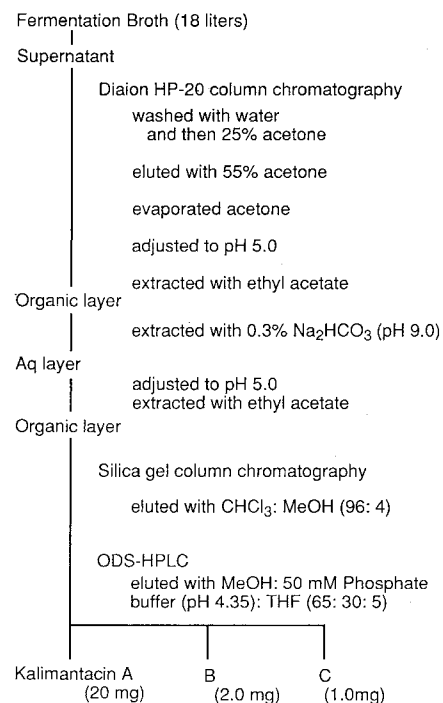 Fermentation Broth (18 liters)
Supernatant
Diaion HP-20 column chromatography
washed with water
and then 25% acetone
eluted with 55% acetone
evaporated acetone
adjusted to pH 5.0
extracted with ethyl acetate
Organic layer
extracted with 0.3% Na₂HCO₃ (pH 9.0)
Aq layer
adjusted to pH 5.0
extracted with ethyl acetate
Organic layer
Silica gel column chromatography
eluted with CHCl₃: MeOH (96: 4)
ODS-HPLC
eluted with MeOH: 50 mM Phosphate
buffer (pH 4.35): THF (65: 30: 5)
Kalimantacin A B C
(20 mg) (2.0 mg) (1.0mg)